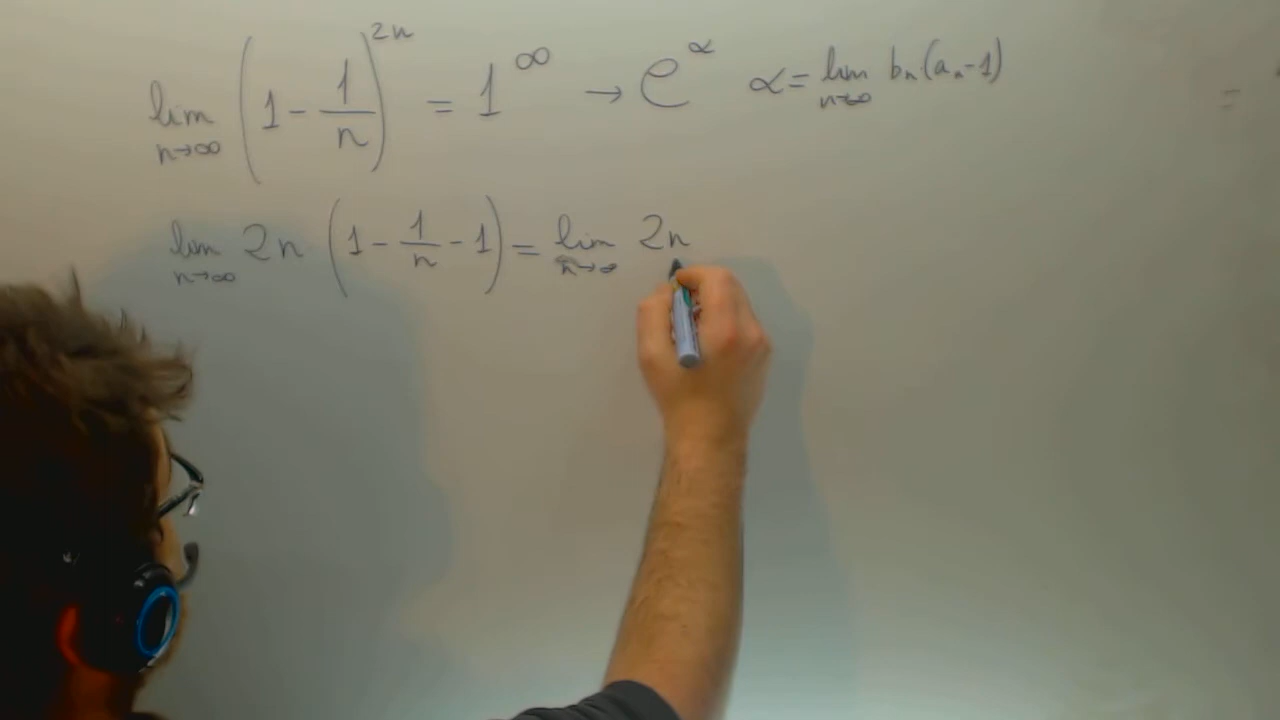 lim n→∞ (1 - 1/n)^2n = 1^∞ → e^α α = lim n→∞ bₙ(aₙ-1) =
lim n→∞ 2n (1 - 1/n - 1) = lim n→∞ 2n